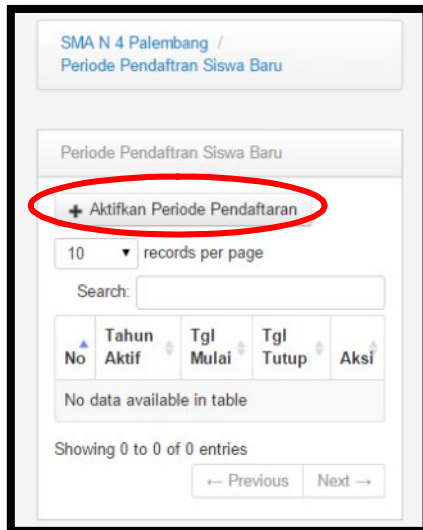 SMA N 4 Palembang /
Periode Pendaftran Siswa Baru
Periode Pendaftran Siswa Baru
+ Aktifkan Periode Pendaftaran
10 records per page
Search:
No Tahun Aktif Tgl Mulai Tgl Tutup Aksi
No data available in table
Showing 0 to 0 of 0 entries
← Previous Next →